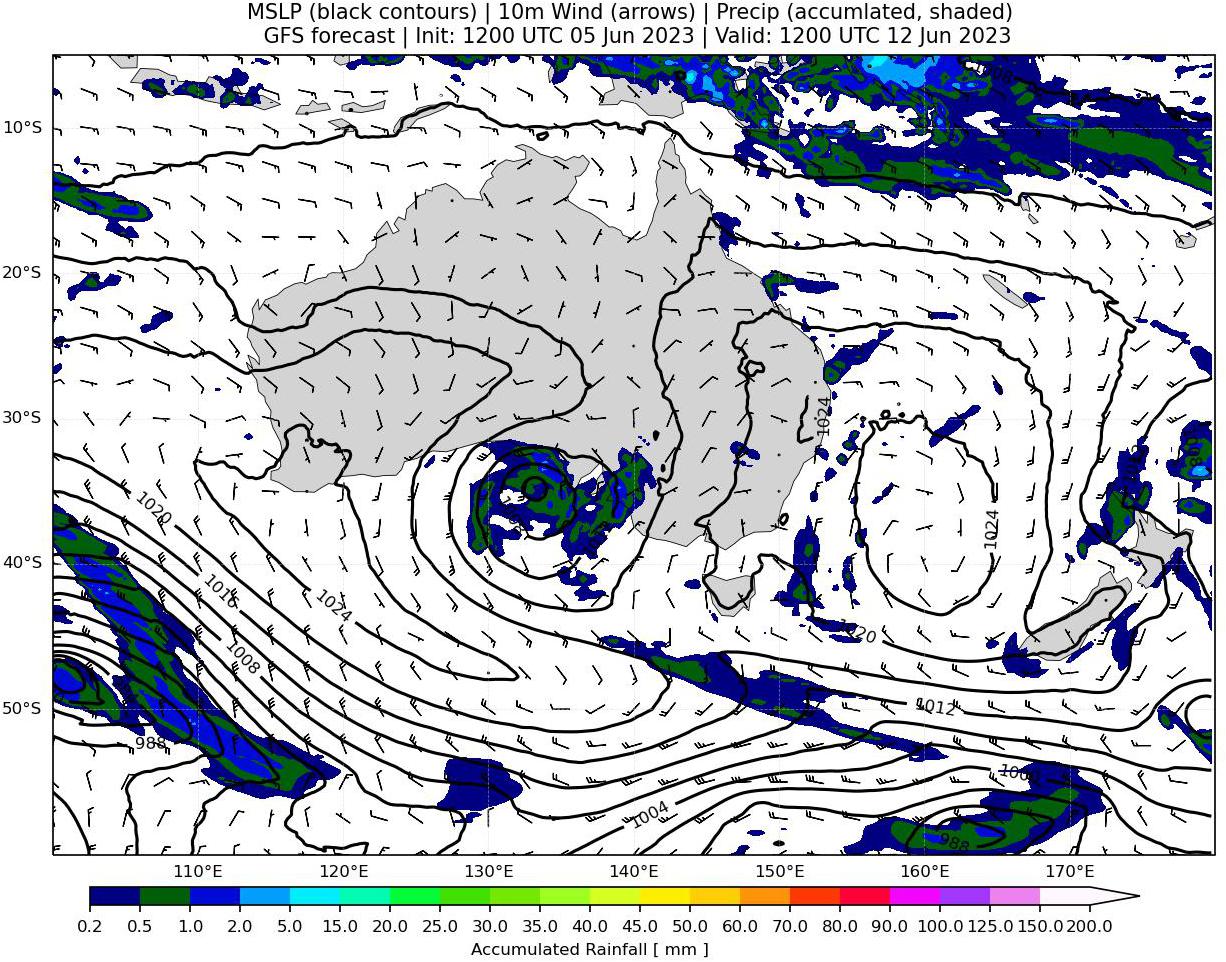 MSLP (black contours) | 10m Wind (arrows) | Precip (accumlated, shaded)
GFS forecast | Init: 1200 UTC 05 Jun 2023 | Valid: 1200 UTC 12 Jun 2023
10°S
20°S
30°S
1024
1020
1024
40°S
1016
1024
1020
1008
50°S
1012
988
1004
988
110°E 120°E 130°E 140°E 150°E 160°E 170°E
0.2 0.5 1.0 2.0 5.0 10.0 15.0 20.0 25.0 30.0 35.0 40.0 45.0 50.0 60.0 70.0 80.0 90.0 100.0 125.0 150.0 200.0
Accumulated Rainfall [ mm ]